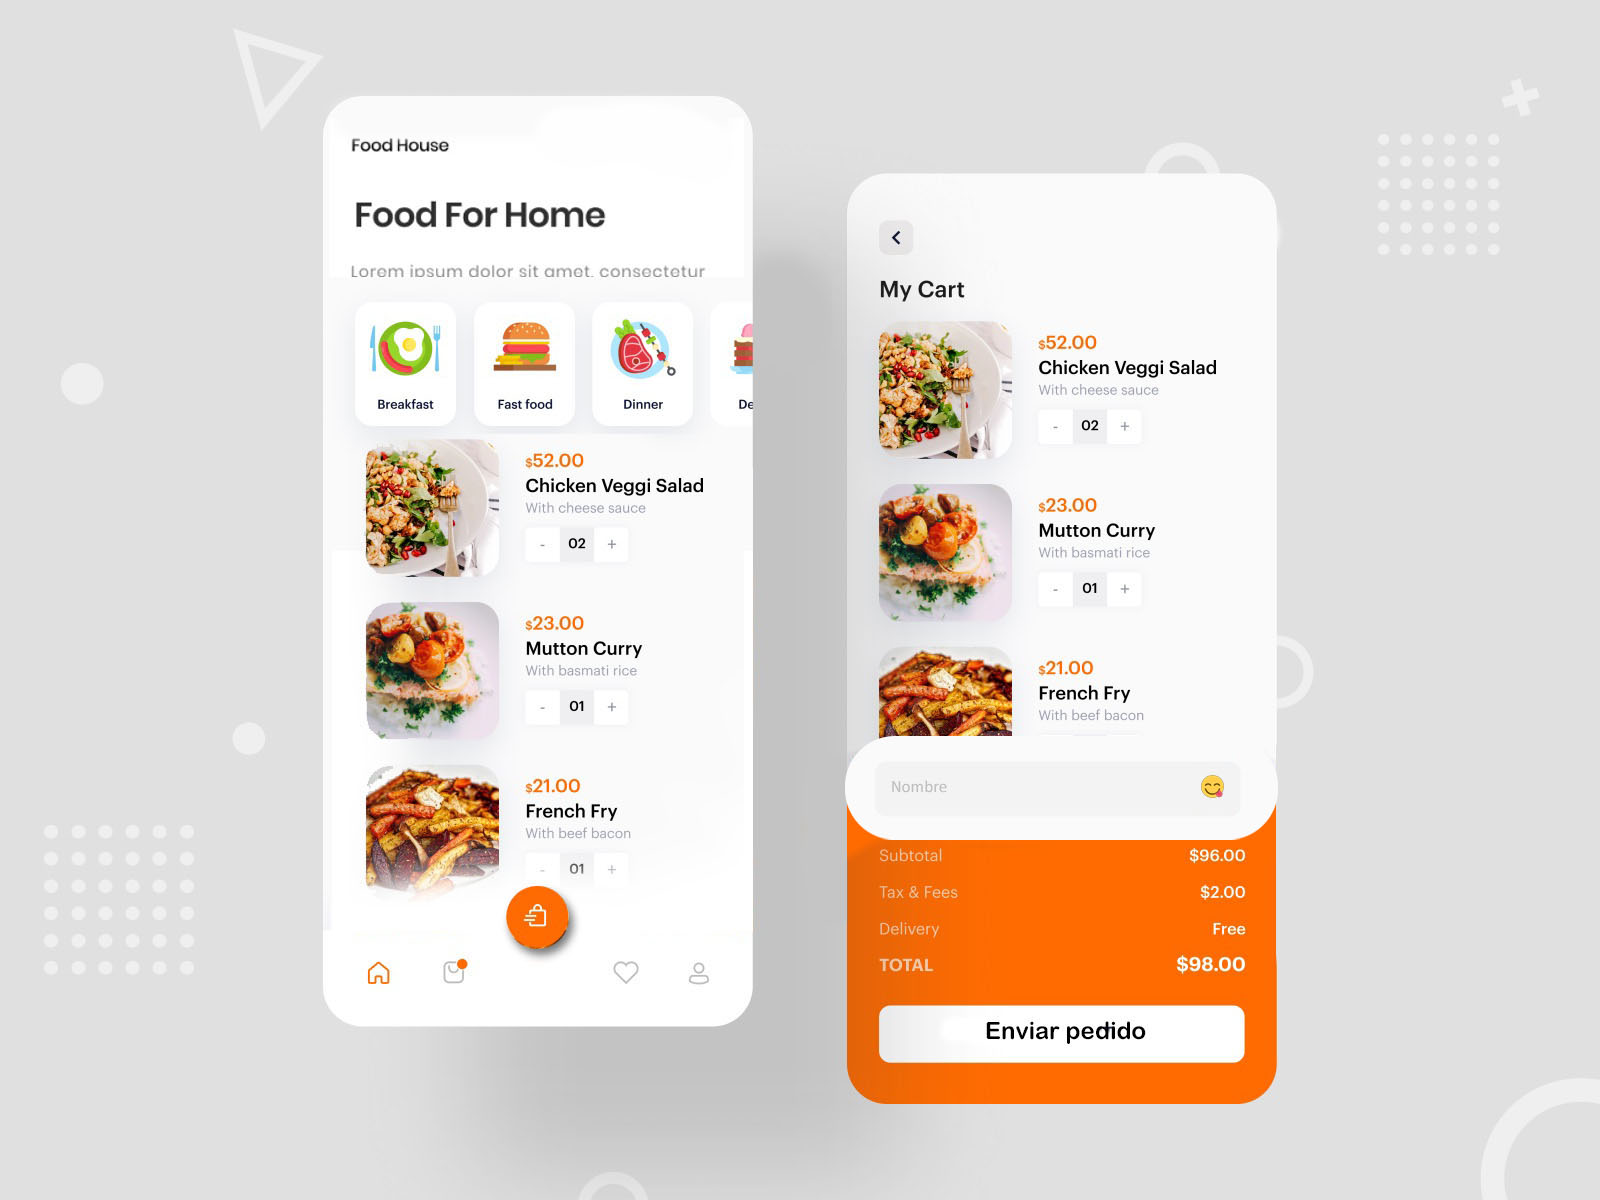 Food House
Food For Home
Lorem ipsum dolor sit amet, consectetur
Breakfast
Fast food
Dinner
De
$52.00
Chicken Veggi Salad
With cheese sauce
- 02 +
$23.00
Mutton Curry
With basmati rice
- 01 +
$21.00
French Fry
With beef bacon
- 01 +
My Cart
$52.00
Chicken Veggi Salad
With cheese sauce
- 02 +
$23.00
Mutton Curry
With basmati rice
- 01 +
$21.00
French Fry
With beef bacon
Nombre
Subtotal $96.00
Tax & Fees $2.00
Delivery Free
TOTAL $98.00
Enviar pedido